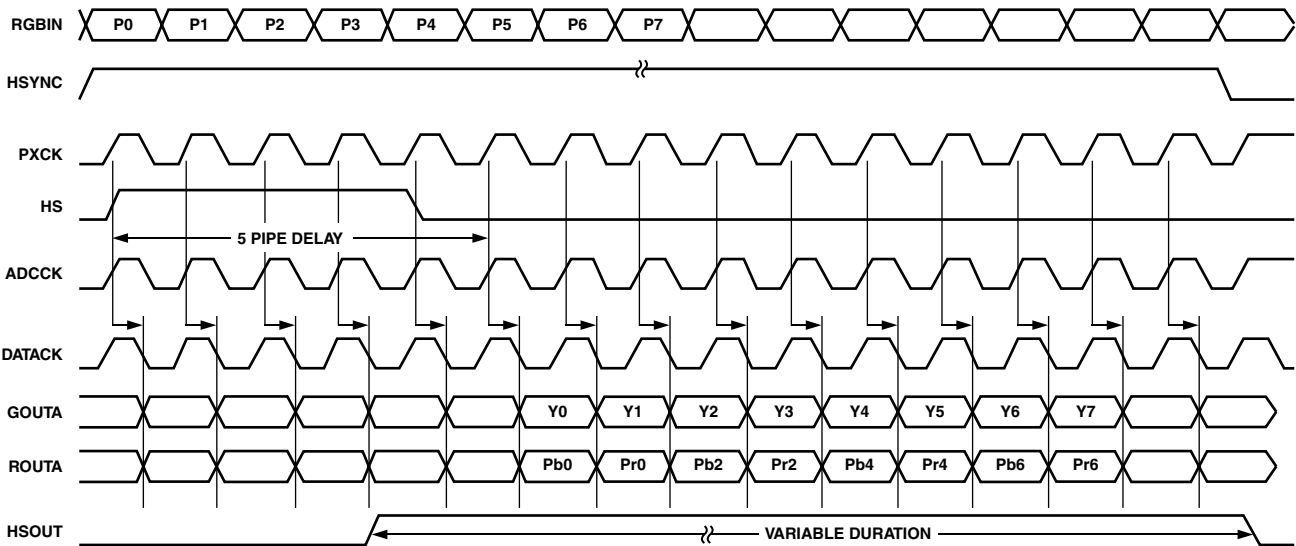 RGBIN P0 P1 P2 P3 P4 P5 P6 P7
HSYNC
PXCK
HS
5 PIPE DELAY
ADCCK
DATACK
GOUTA Y0 Y1 Y2 Y3 Y4 Y5 Y6 Y7
ROUTA Pb0 Pr0 Pb2 Pr2 Pb4 Pr4 Pb6 Pr6
HSOUT VARIABLE DURATION